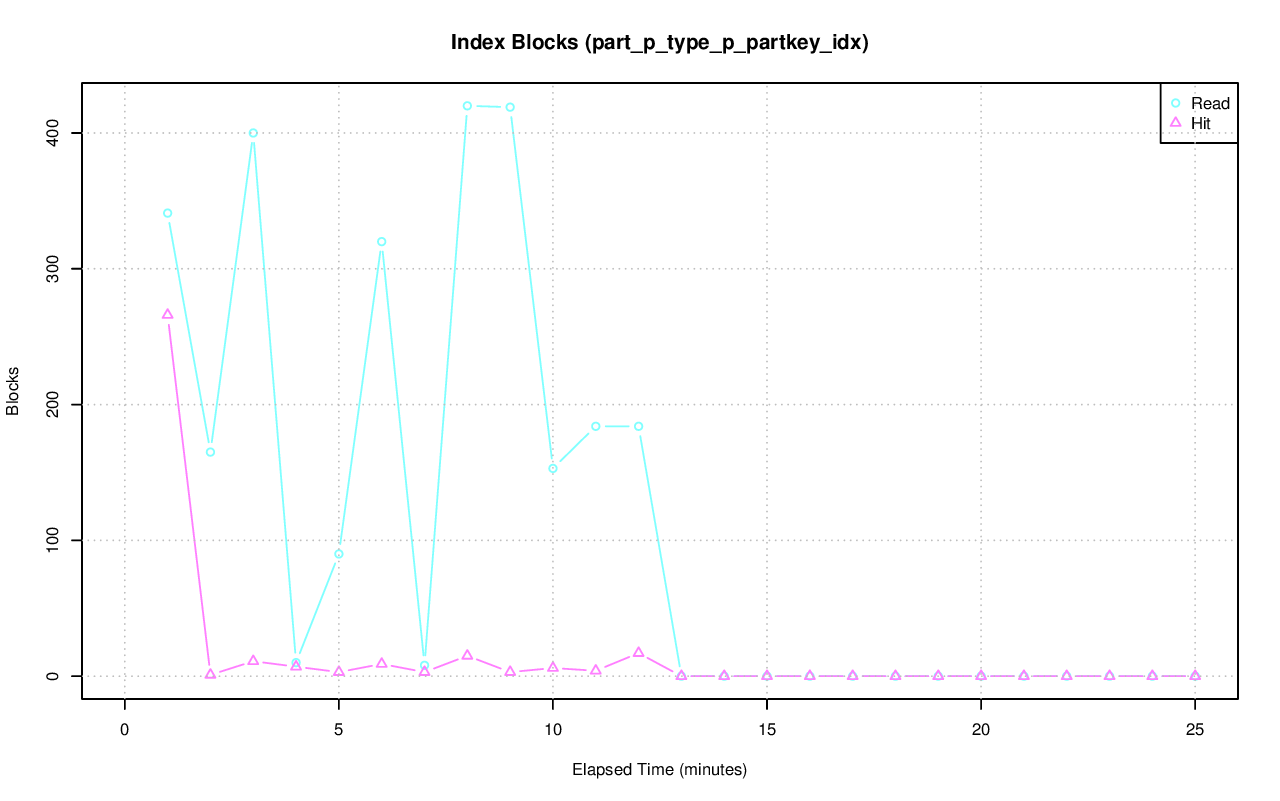 Index Blocks (part_p_type_p_partkey_idx)
Read
Hit
400
300
200
100
0
Blocks
0 5 10 15 20 25
Elapsed Time (minutes)